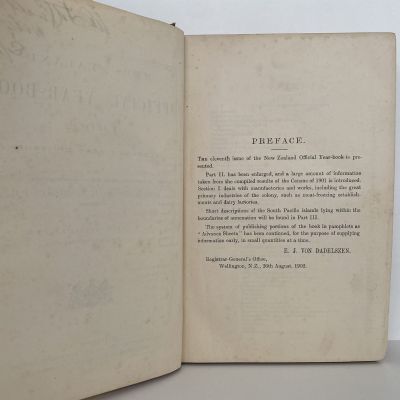 PREFACE.
THE eleventh issue of the New Zealand Official Year-book is presented.
Part II. has been enlarged, and a large amount of information
taken from the compiled results of the Census of 1901 is introduced.
Section I. deals with manufactories and works, including the great
primary industries of the colony, such as meat-freezing establish-
ments and dairy factories.
Short descriptions of the South Pacific islands lying within the
boundaries of annexation will be found in Part III.
The system of publishing portions of the book in pamphlets as
"Advance Sheets" has been continued, for the purpose of supplying
information early, in small quantities at a time.
E. J. VON DADELSZEN.
Registrar-General's Office,
Wellington, N.Z., 20th August, 1902.